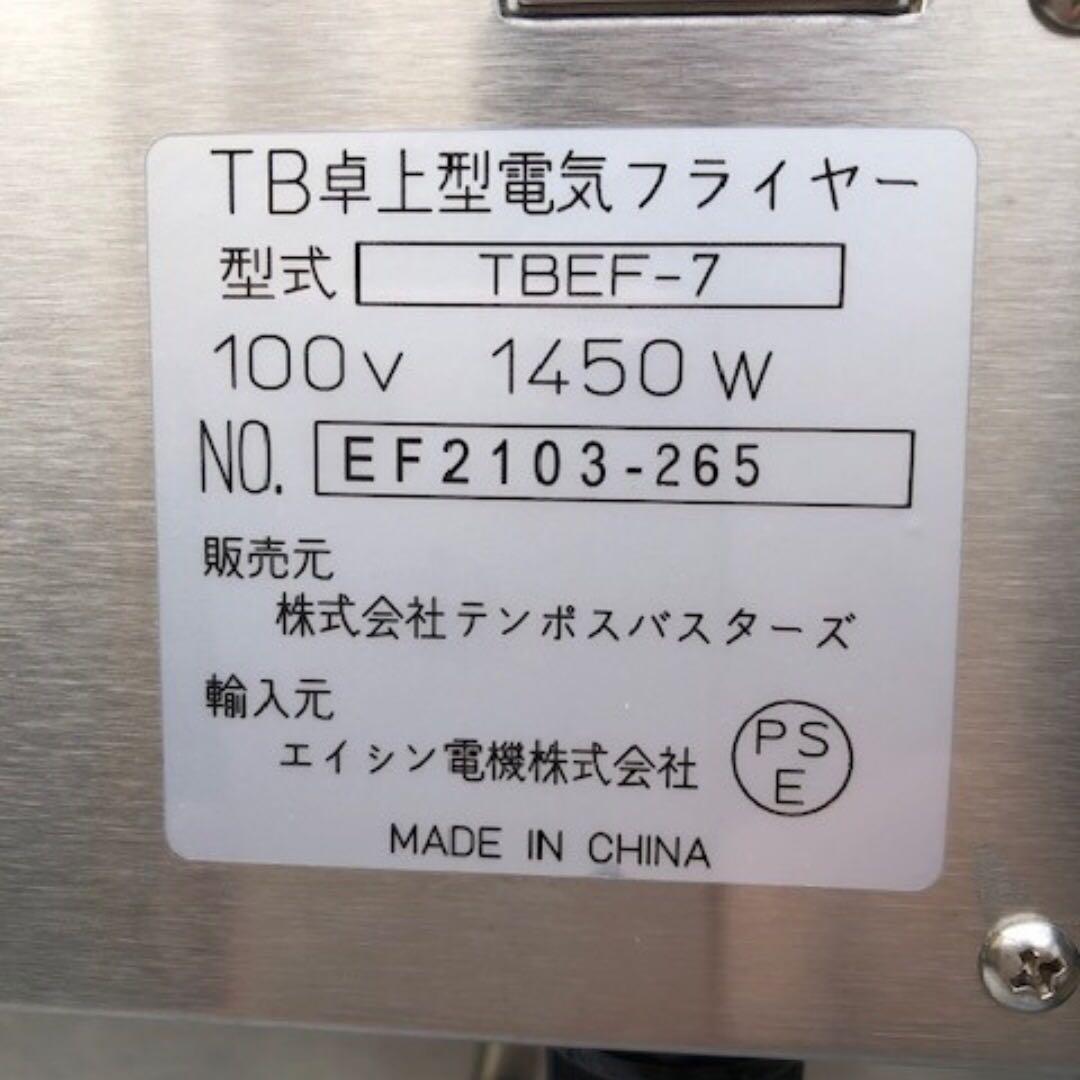 TB卓上型電気フライヤー
型式 TBEF-7
100V 1450W
NO. EF2103-265
販売元
株式会社テンポスバスターズ
輸入元
エイシン電機株式会社
PS
E
MADE IN CHINA